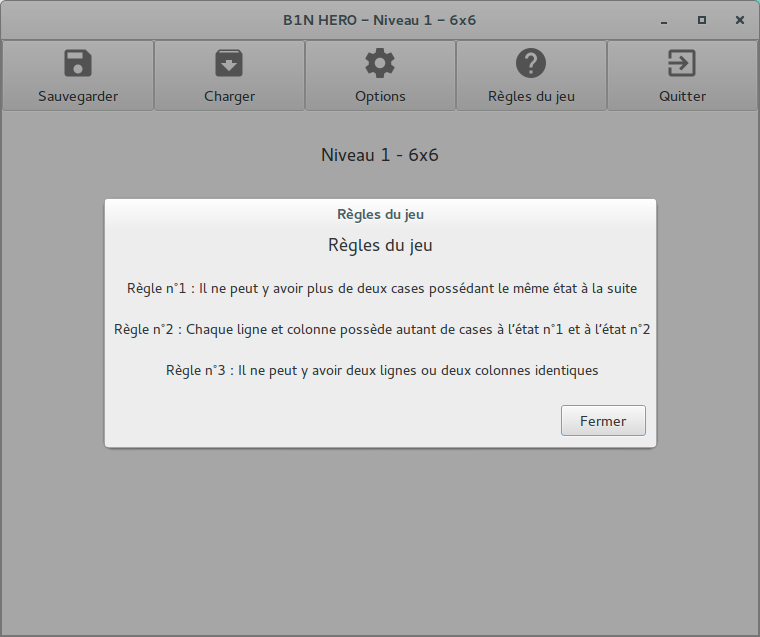 B1N HERO – Niveau 1 – 6x6
Sauvegarder
Charger
Options
Règles du jeu
Quitter
Niveau 1 - 6x6
Règles du jeu
Règles du jeu
Règle n°1 : Il ne peut y avoir plus de deux cases possédant le même état à la suite
Règle n°2 : Chaque ligne et colonne possède autant de cases à l’état n°1 et à l’état n°2
Règle n°3 : Il ne peut y avoir deux lignes ou deux colonnes identiques
Fermer